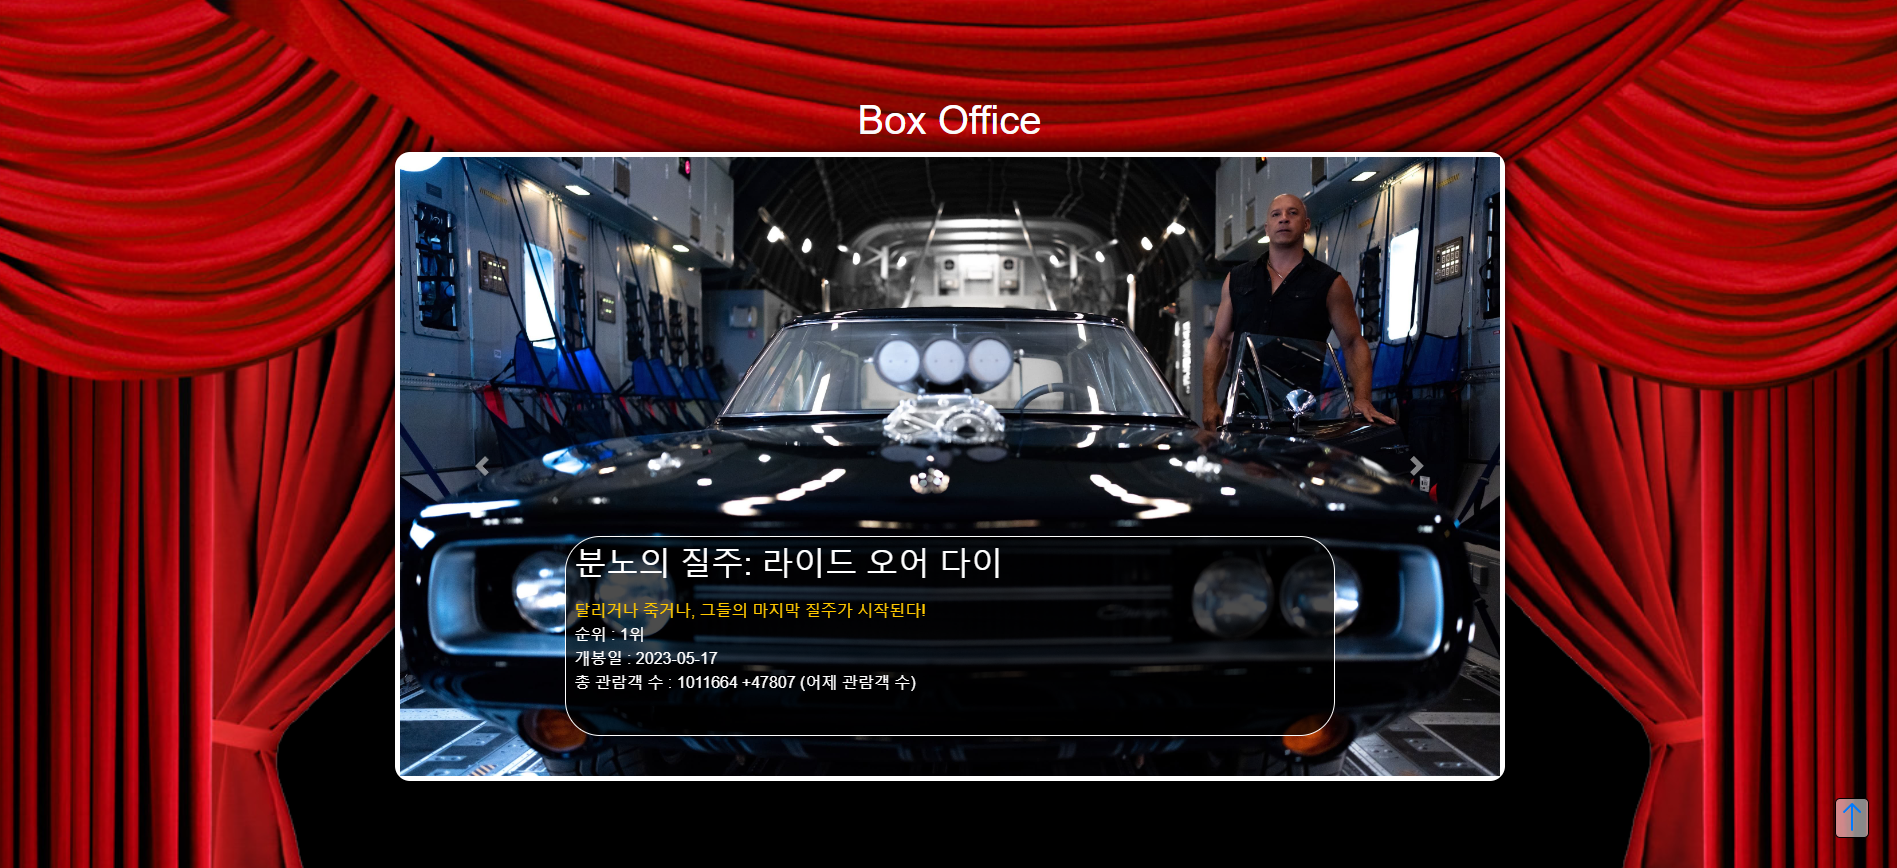 Box Office
분노의 질주: 라이드 오어 다이
달리거나 죽거나, 그들의 마지막 질주가 시작된다!
순위 : 1위
개봉일 : 2023-05-17
총 관람객 수 : 1011664 +47807 (어제 관람객 수)